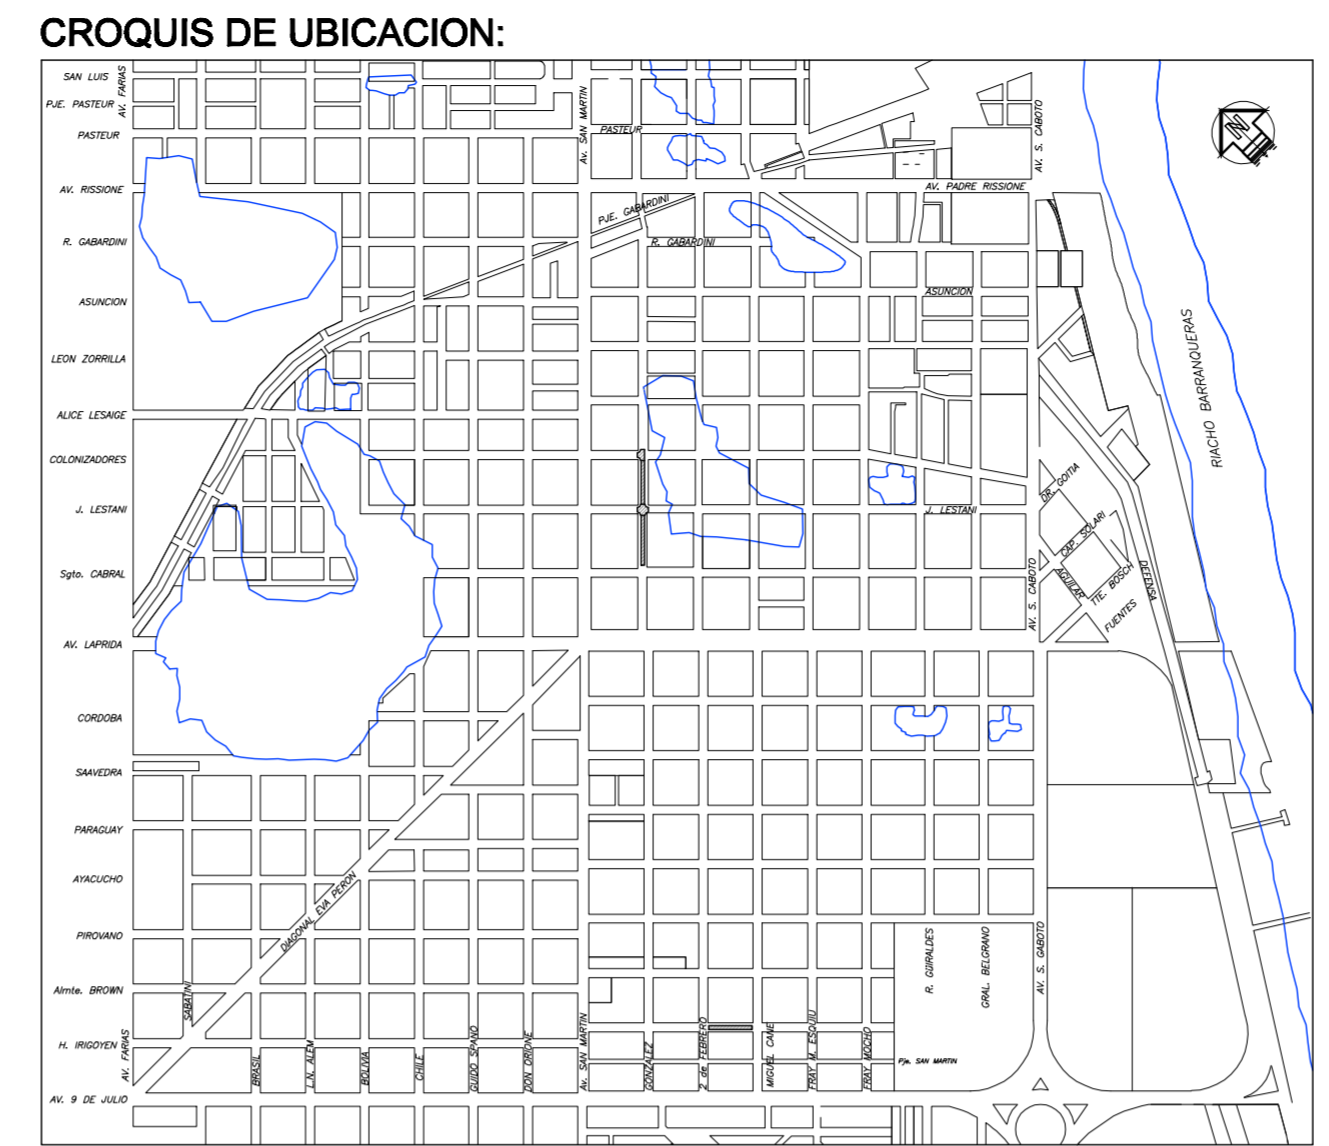 CROQUIS DE UBICACION:
SAN LUIS
AV. FARIAS
PJE. PASTEUR
PASTEUR
AV. SAN MARTIN
PASTEUR
AV. S. CABOTO
N
AV. RISSIONE
AV. PADRE RISSIONE
PJE. GABARDINI
R. GABARDINI
R. GABARDINI
ASUNCION
ASUNCION
RIACHO BARRANQUERAS
LEON ZORRILLA
ALICE LESAIGE
COLONIZADORES
DR. GOITIA
J. LESTANI
J. LESTANI
CAP. SOLARI
Sgto. CABRAL
AV. S. CABOTO
AGUILAR
TTE. BOSCH
DEFENSA
FUENTES
AV. LAPRIDA
CORDOBA
SAAVEDRA
PARAGUAY
AYACUCHO
DIAGONAL EVA PERON
PIROVANO
R. GÜIRALDES
GRAL. BELGRANO
AV. S. GABOTO
Almte. BROWN
SABATINI
H. IRIGOYEN
AV. FARIAS
BRASIL
L.N. ALEM
BOLIVIA
CHILE
GUIDO SPANO
DON ORIONE
Av. SAN MARTIN
GONZALEZ
2 de FEBRERO
MIGUEL CANE
FRAY M. ESQUIU
FRAY MOCHO
Pje. SAN MARTIN
AV. 9 DE JULIO